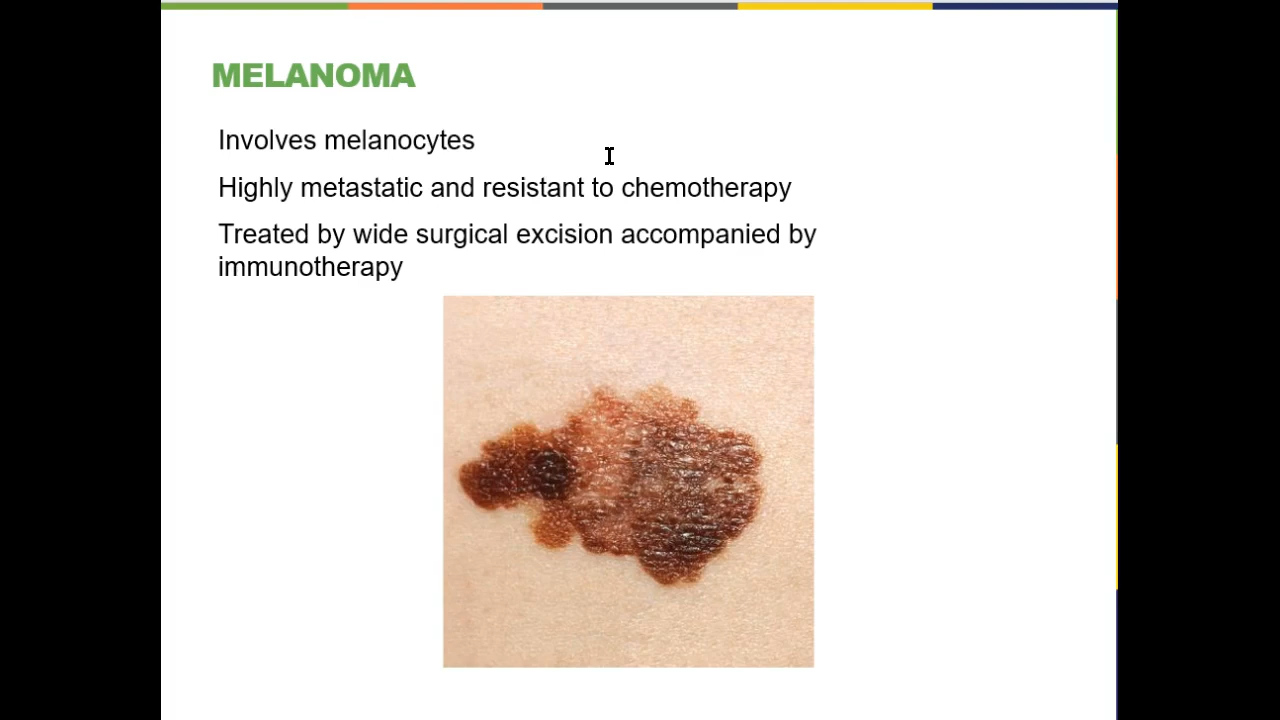 MELANOMA
Involves melanocytes
Highly metastatic and resistant to chemotherapy
Treated by wide surgical excision accompanied by
immunotherapy